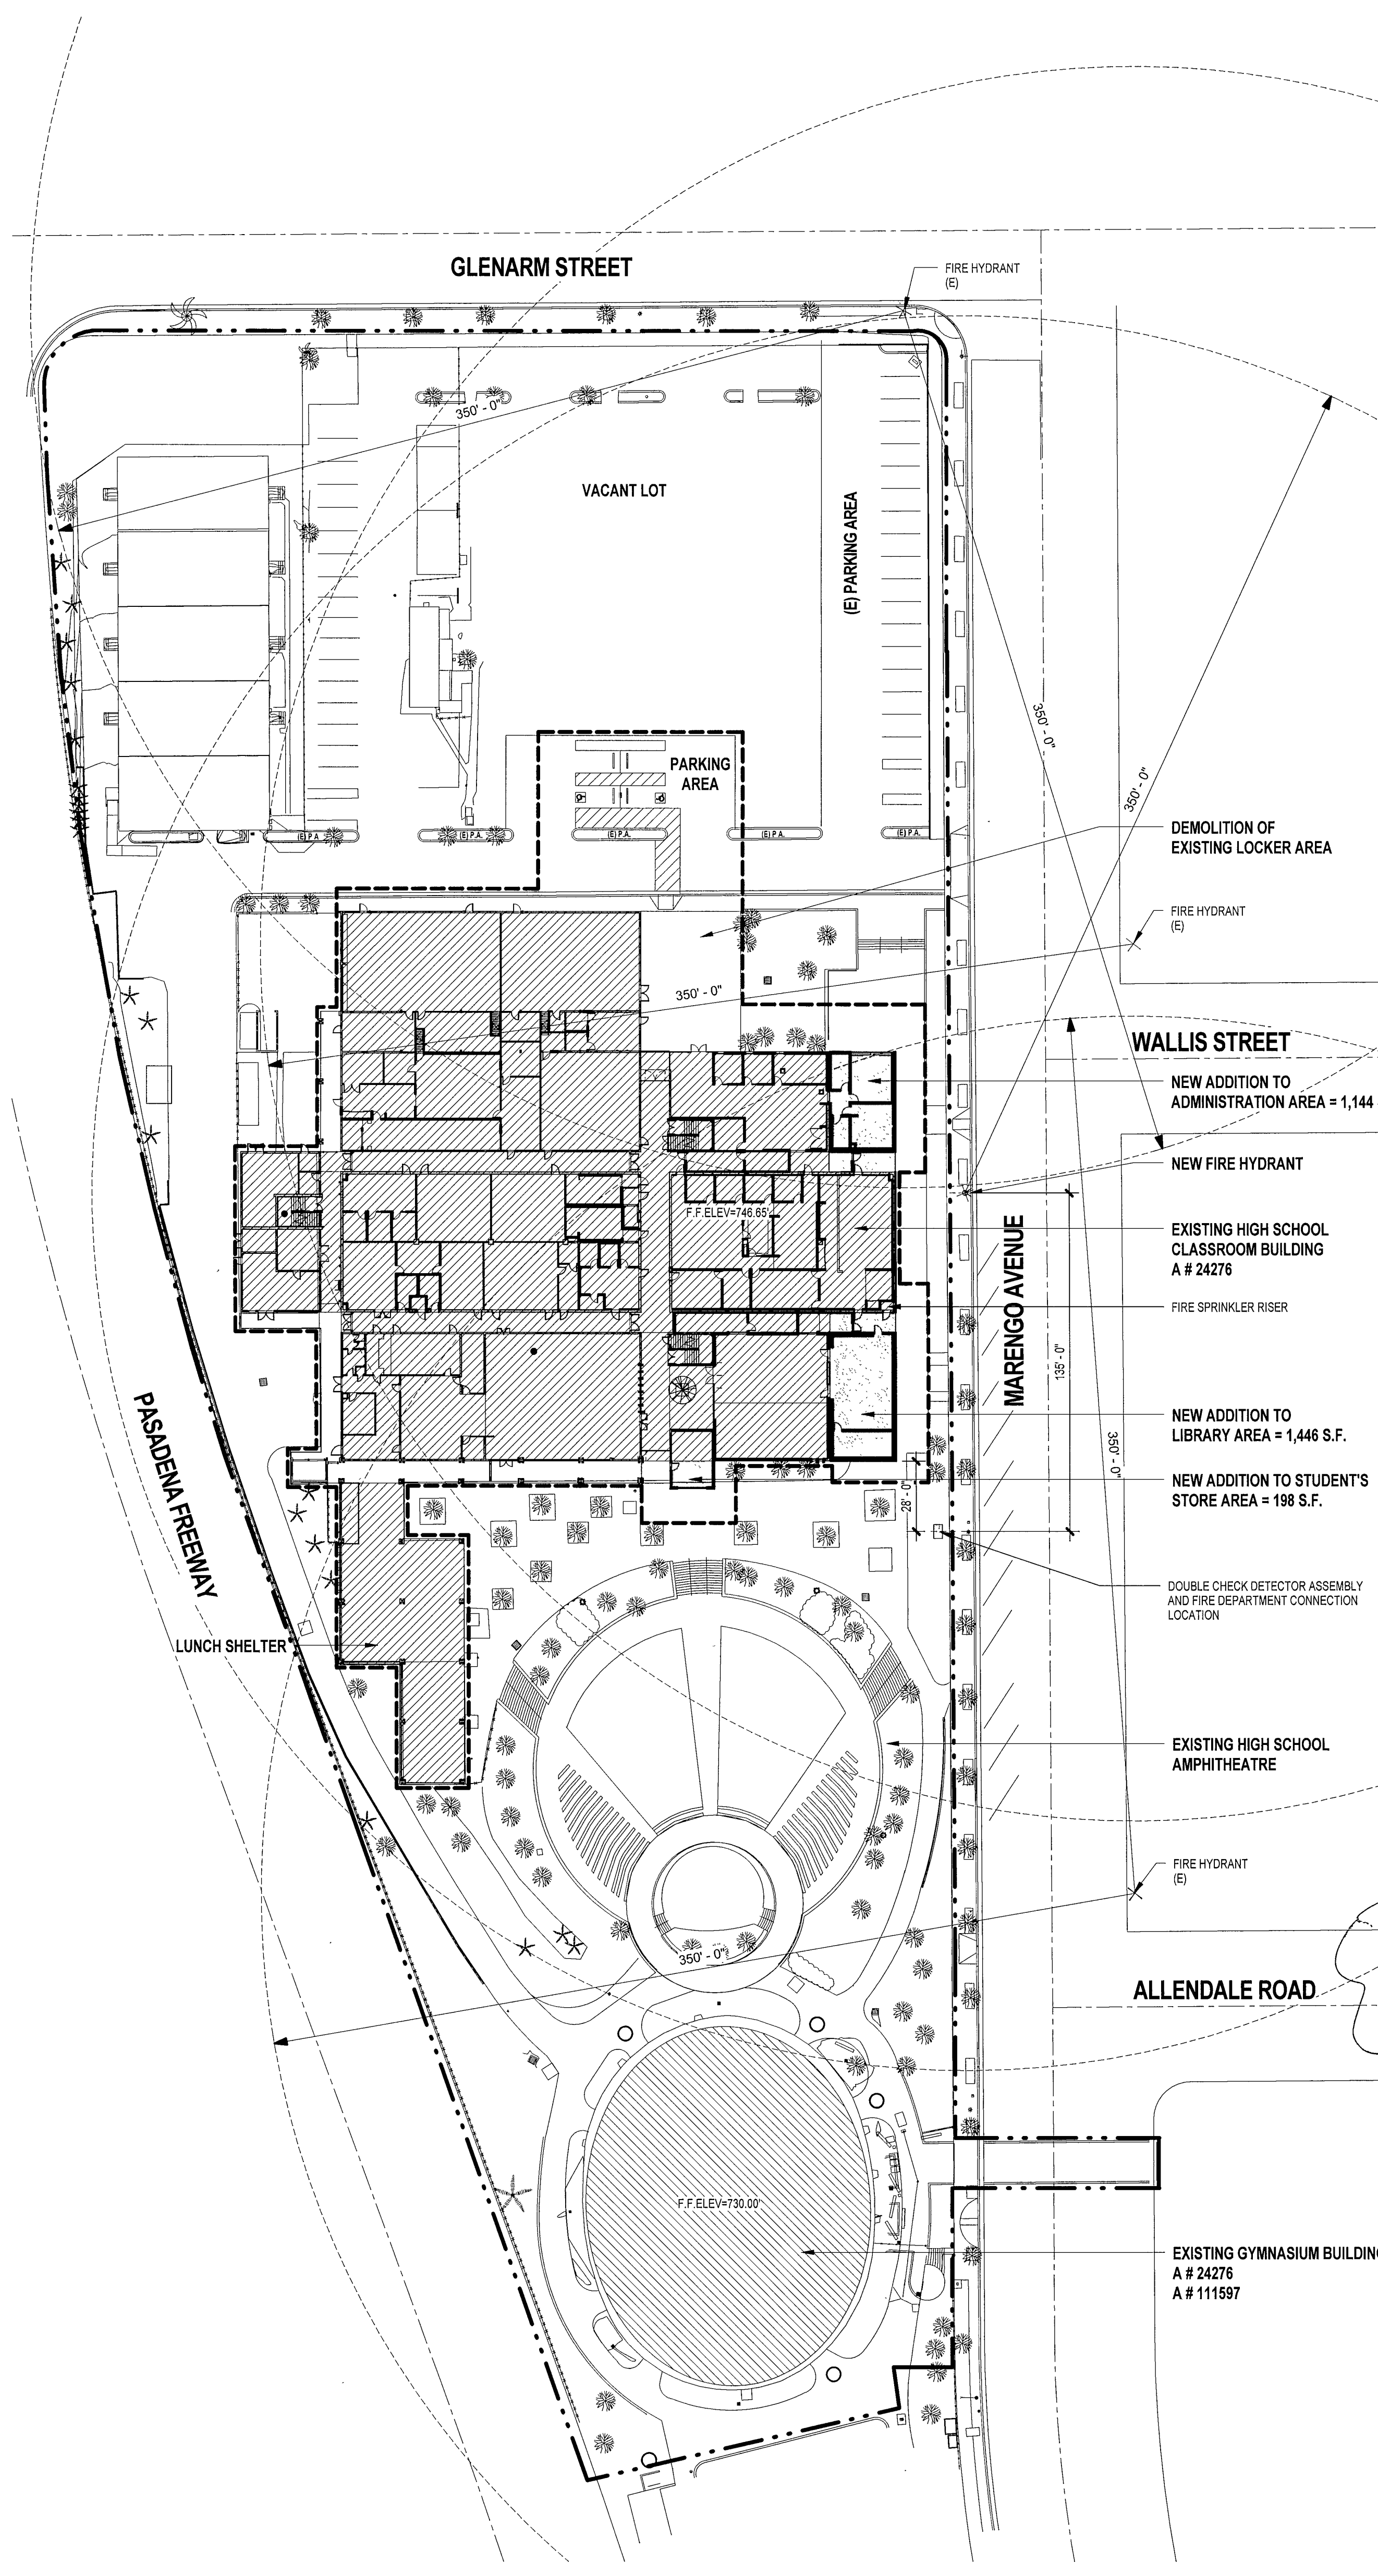 GLENARM STREET
FIRE HYDRANT
(E)
350' - 0"
VACANT LOT
(E) PARKING AREA
350' - 0"
350' - 0"
PARKING
AREA
(E) P.A.
(E) P.A.
(E) P.A.
(E) P.A.
(E) P.A.
DEMOLITION OF
EXISTING LOCKER AREA
FIRE HYDRANT
(E)
350' - 0"
WALLIS STREET
NEW ADDITION TO
ADMINISTRATION AREA = 1,144
NEW FIRE HYDRANT
F.F.ELEV=746.65'
EXISTING HIGH SCHOOL
CLASSROOM BUILDING
A # 24276
MARENGO AVENUE
FIRE SPRINKLER RISER
135' - 0"
PASADENA FREEWAY
NEW ADDITION TO
LIBRARY AREA = 1,446 S.F.
350' - 0"
NEW ADDITION TO STUDENT'S
STORE AREA = 198 S.F.
28' - 0"
DOUBLE CHECK DETECTOR ASSEMBLY
AND FIRE DEPARTMENT CONNECTION
LOCATION
LUNCH SHELTER
EXISTING HIGH SCHOOL
AMPHITHEATRE
FIRE HYDRANT
(E)
350' - 0"
ALLENDALE ROAD
F.F.ELEV=730.00'
EXISTING GYMNASIUM BUILDING
A # 24276
A # 111597